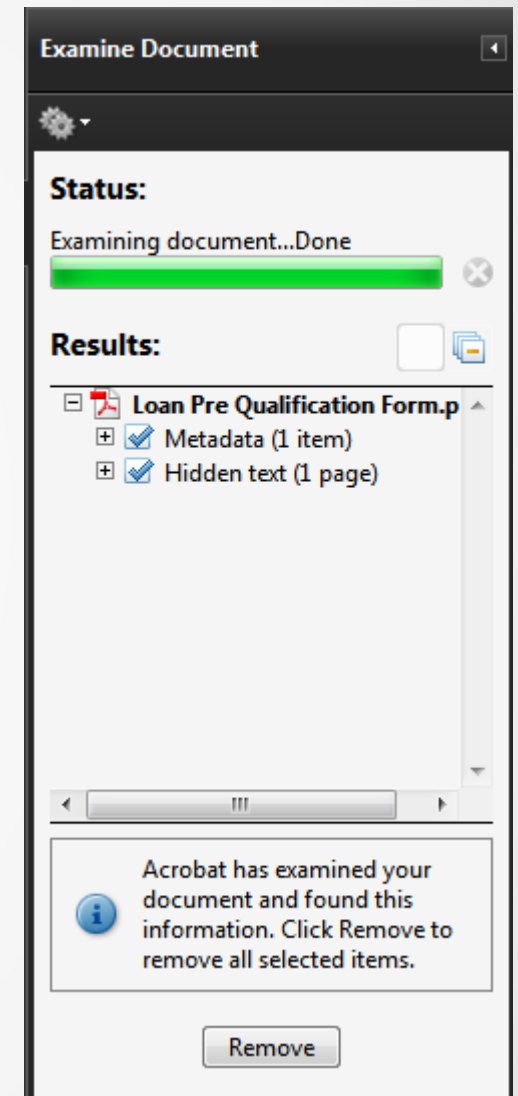 Examine Document
Status:
Examining document...Done
Results:
Loan Pre Qualification Form.p
Metadata (1 item)
Hidden text (1 page)
Acrobat has examined your
document and found this
information. Click Remove to
remove all selected items.
Remove